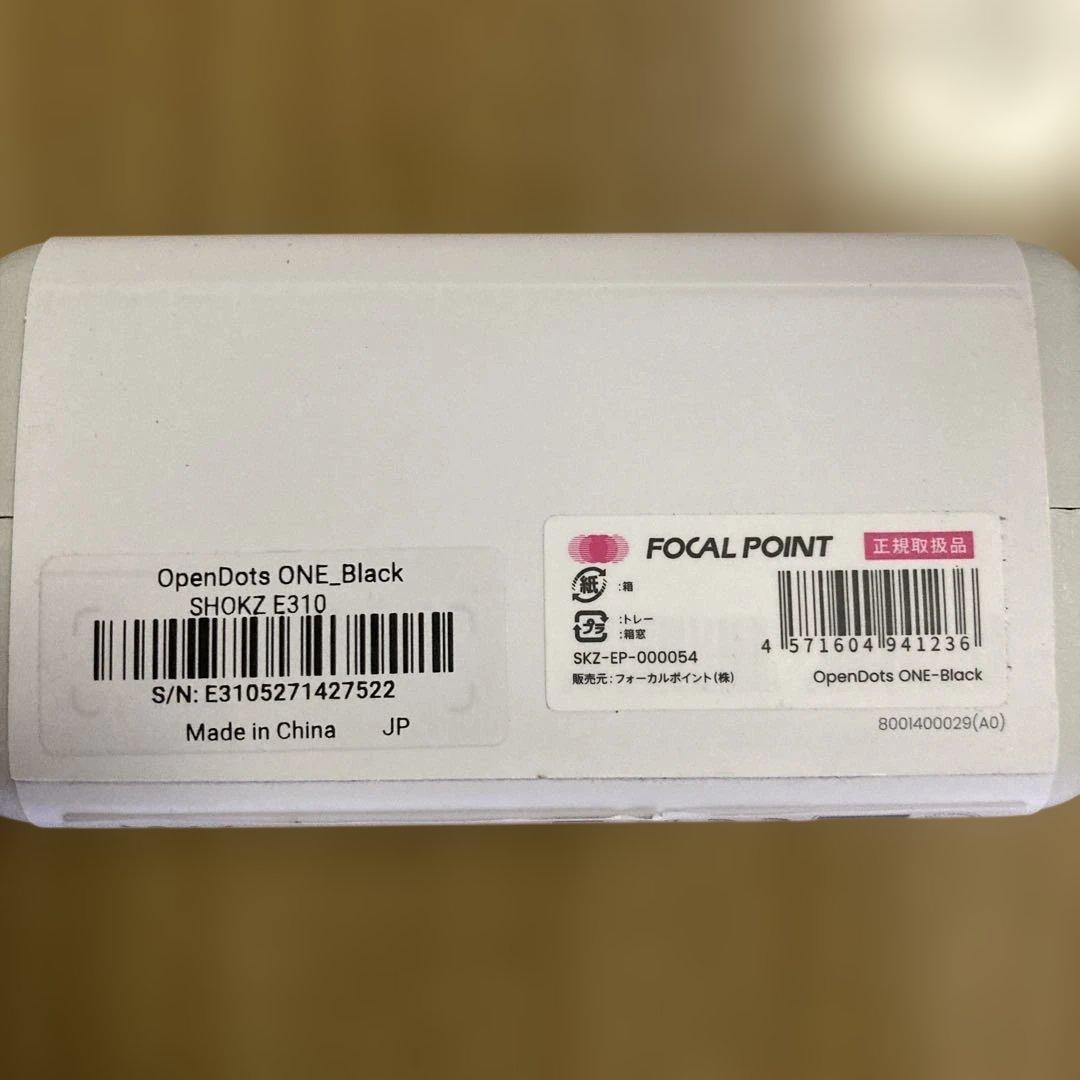 OpenDots ONE_Black
SHOKZ E310
S/N: E3105271427522
Made in China JP
FOCAL POINT 正規取扱品
紙 :箱
プラ :トレー
:箱窓
SKZ-EP-000054
4 571604 941236
販売元:フォーカルポイント(株)
OpenDots ONE-Black
8001400029(A0)